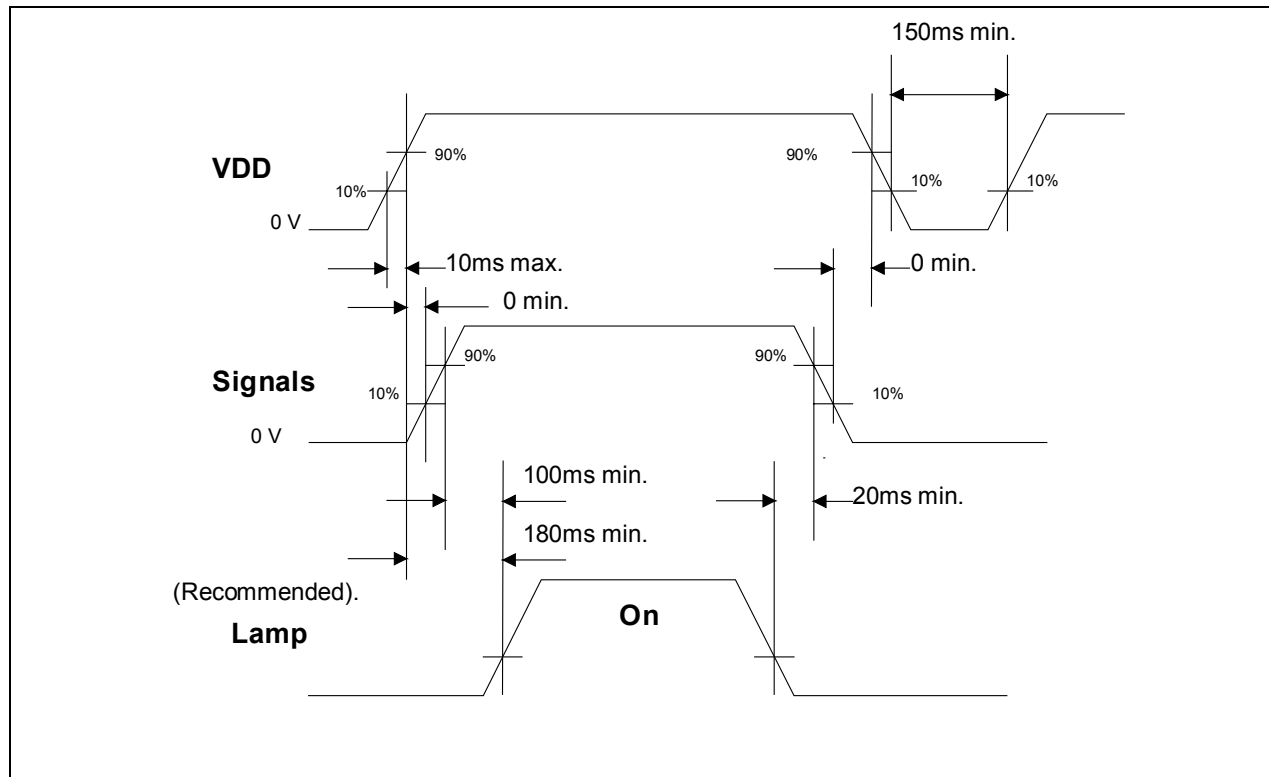 150ms min.
VDD
90%
90%
10%
10%
10%
0 V
10ms max.
0 min.
0 min.
90%
90%
Signals
10%
10%
0 V
100ms min.
20ms min.
180ms min.
(Recommended).
On
Lamp